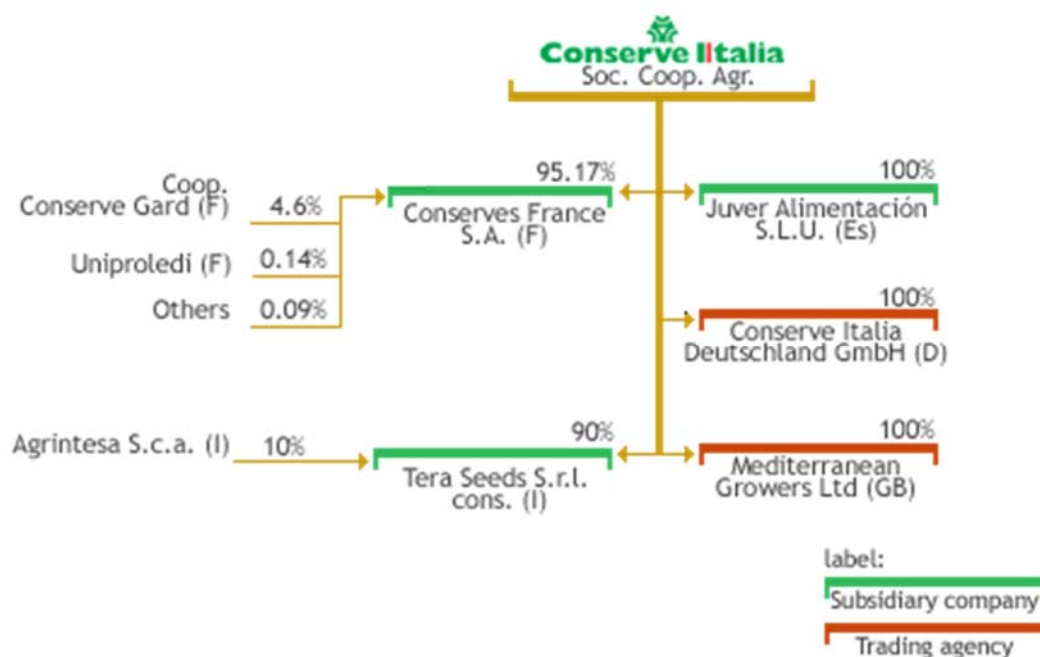 Conserve Italia
Soc. Coop. Agr.
95.17%
Conserves France
S.A. (F)
Coop.
Conserve Gard (F)
4.6%
Uniproledi (F)
0.14%
Others
0.09%
100%
Juver Alimentación
S.L.U. (Es)
100%
Conserve Italia
Deutschland GmbH (D)
Agrintesa S.c.a. (I)
10%
90%
Tera Seeds S.r.l.
cons. (I)
100%
Mediterranean
Growers Ltd (GB)
label:
Subsidiary company
Trading agency